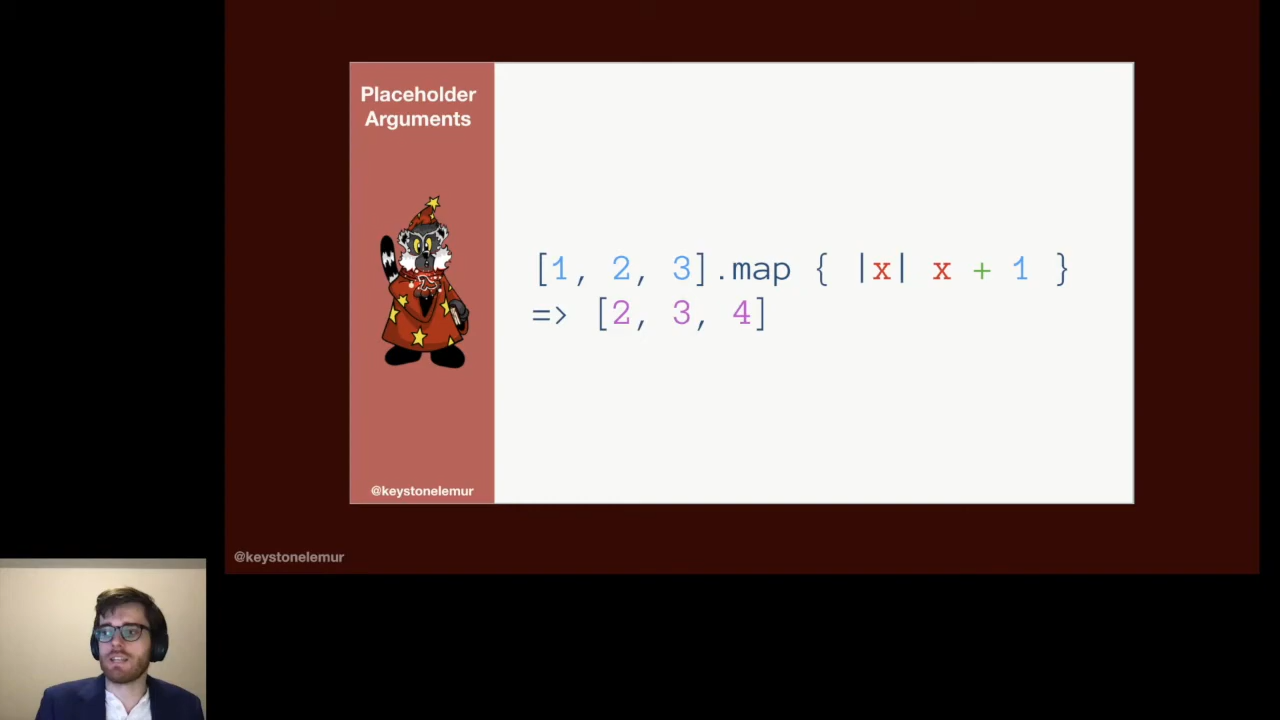 Placeholder
Arguments
[1, 2, 3].map { |x| x + 1 }
=> [2, 3, 4]
@keystonelemur
@keystonelemur